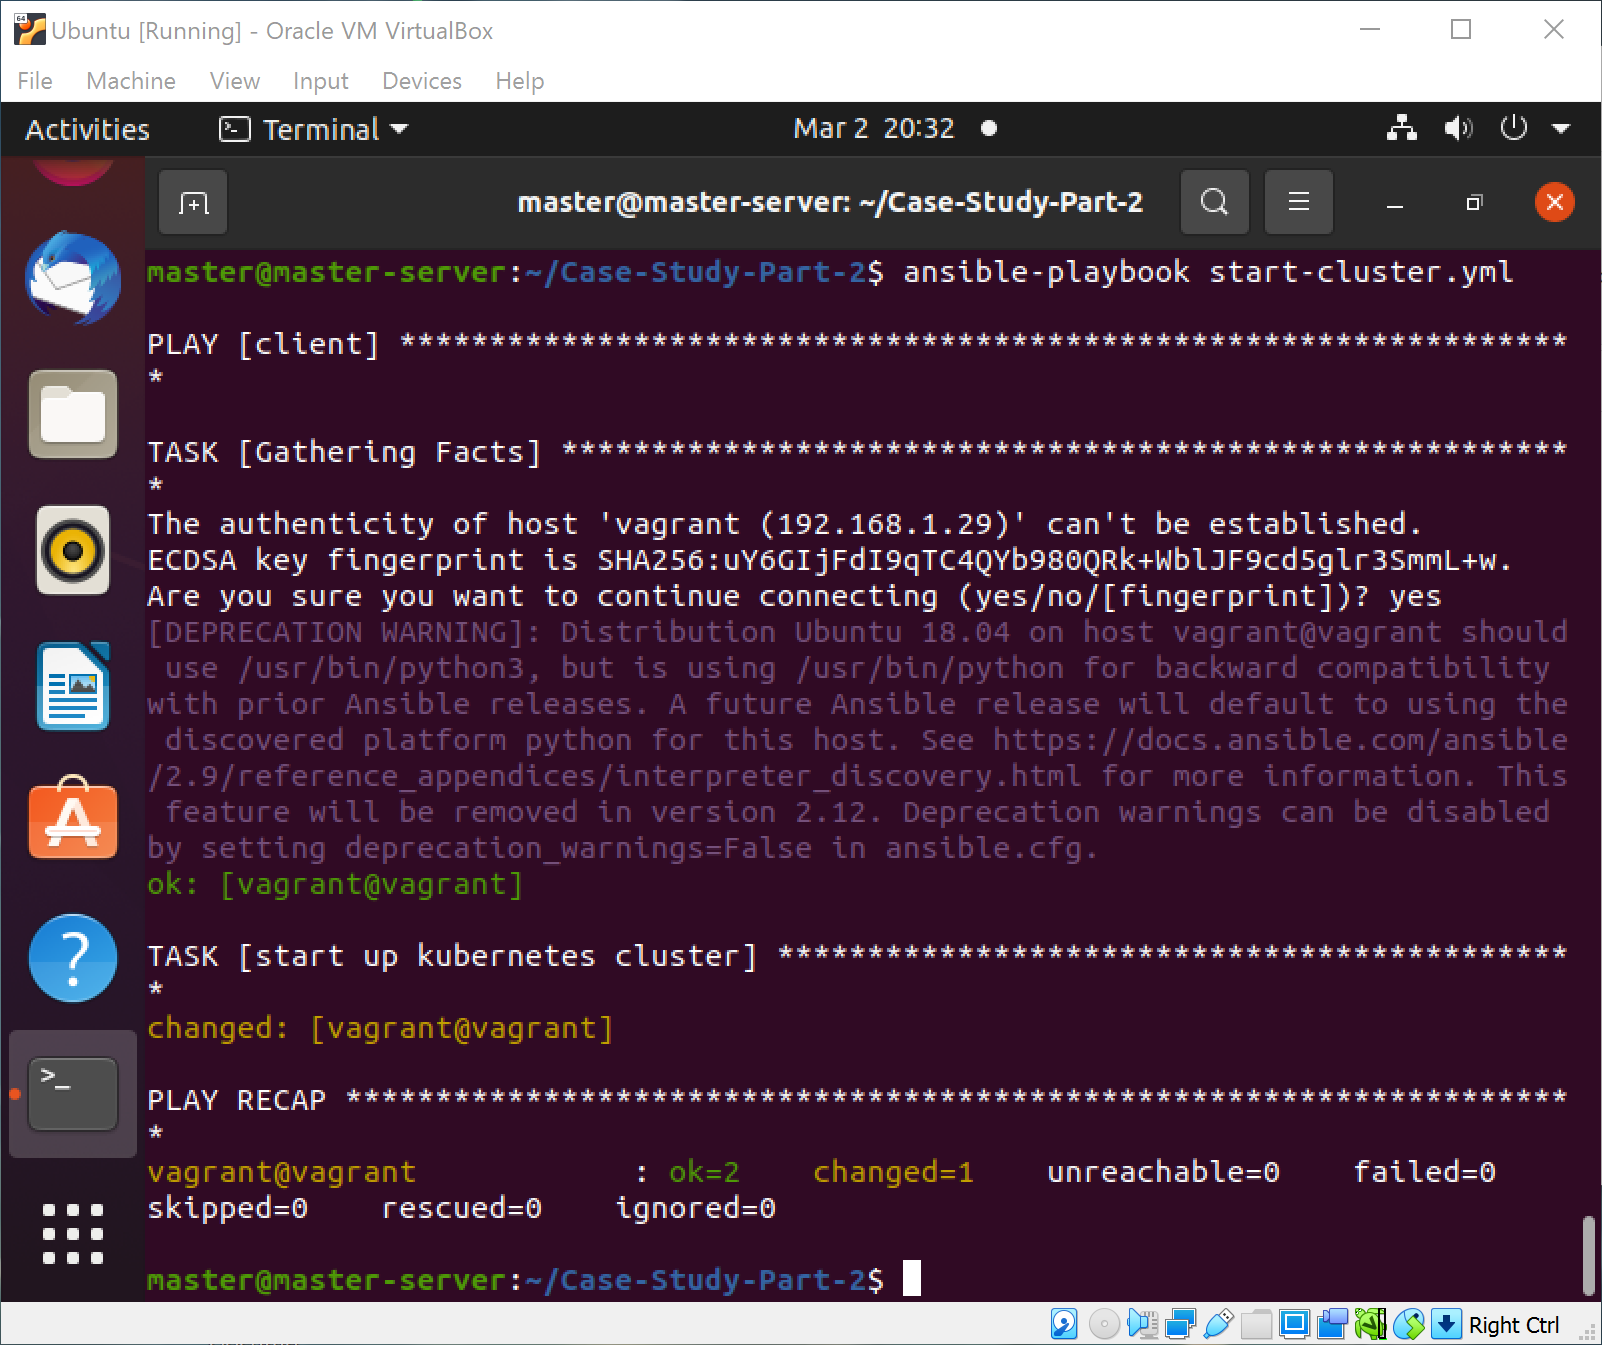 Ubuntu [Running] - Oracle VM VirtualBox
File Machine View Input Devices Help
Activities Terminal Mar 2 20:32
master@master-server: ~/Case-Study-Part-2
master@master-server:~/Case-Study-Part-2$ ansible-playbook start-cluster.yml
PLAY [client] *****************************************************************
*
TASK [Gathering Facts] ********************************************************
*
The authenticity of host 'vagrant (192.168.1.29)' can't be established.
ECDSA key fingerprint is SHA256:uY6GIjFdI9qTC4QYb980QRk+WblJF9cd5glr3SmmL+w.
Are you sure you want to continue connecting (yes/no/[fingerprint])? yes
[DEPRECATION WARNING]: Distribution Ubuntu 18.04 on host vagrant@vagrant should
use /usr/bin/python3, but is using /usr/bin/python for backward compatibility
with prior Ansible releases. A future Ansible release will default to using the
discovered platform python for this host. See https://docs.ansible.com/ansible
/2.9/reference_appendices/interpreter_discovery.html for more information. This
feature will be removed in version 2.12. Deprecation warnings can be disabled
by setting deprecation_warnings=False in ansible.cfg.
ok: [vagrant@vagrant]
TASK [start up kubernetes cluster] ********************************************
*
changed: [vagrant@vagrant]
PLAY RECAP ********************************************************************
*
vagrant@vagrant : ok=2 changed=1 unreachable=0 failed=0
skipped=0 rescued=0 ignored=0
master@master-server:~/Case-Study-Part-2$
Right Ctrl